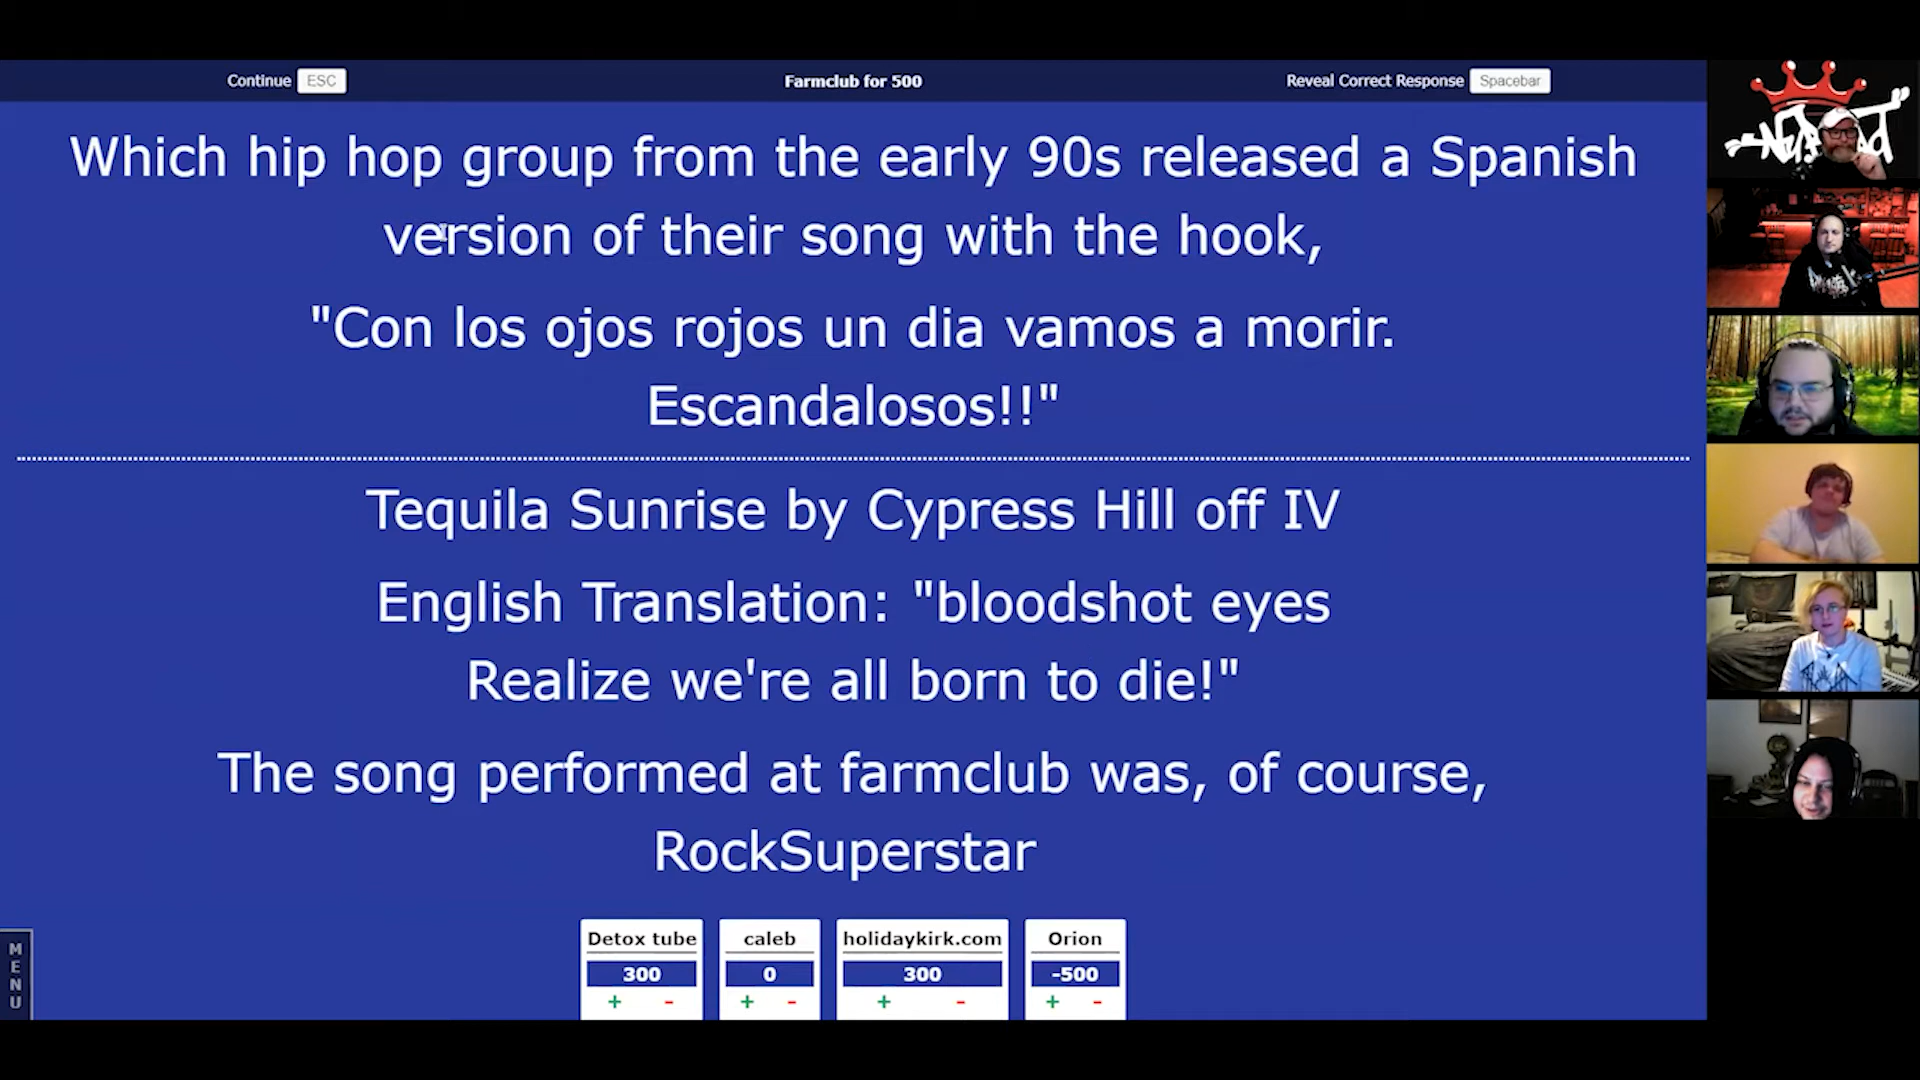 Continue ESC
Farmclub for 500
Reveal Correct Response Spacebar
Which hip hop group from the early 90s released a Spanish
version of their song with the hook,
"Con los ojos rojos un dia vamos a morir.
Escandalosos!!"
Tequila Sunrise by Cypress Hill off IV
English Translation: "bloodshot eyes
Realize we're all born to die!"
The song performed at farmclub was, of course,
RockSuperstar
MENU
Detox tube caleb holidaykirk.com Orion
300 0 300 -500
+ - + - + - + -